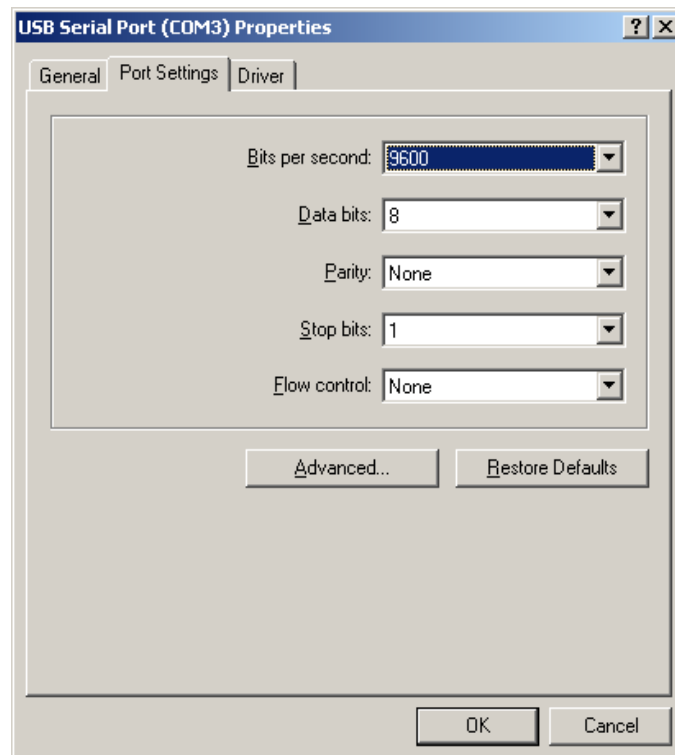 USB Serial Port (COM3) Properties
General Port Settings Driver
Bits per second: 9600
Data bits: 8
Parity: None
Stop bits: 1
Flow control: None
Advanced... Restore Defaults
OK Cancel